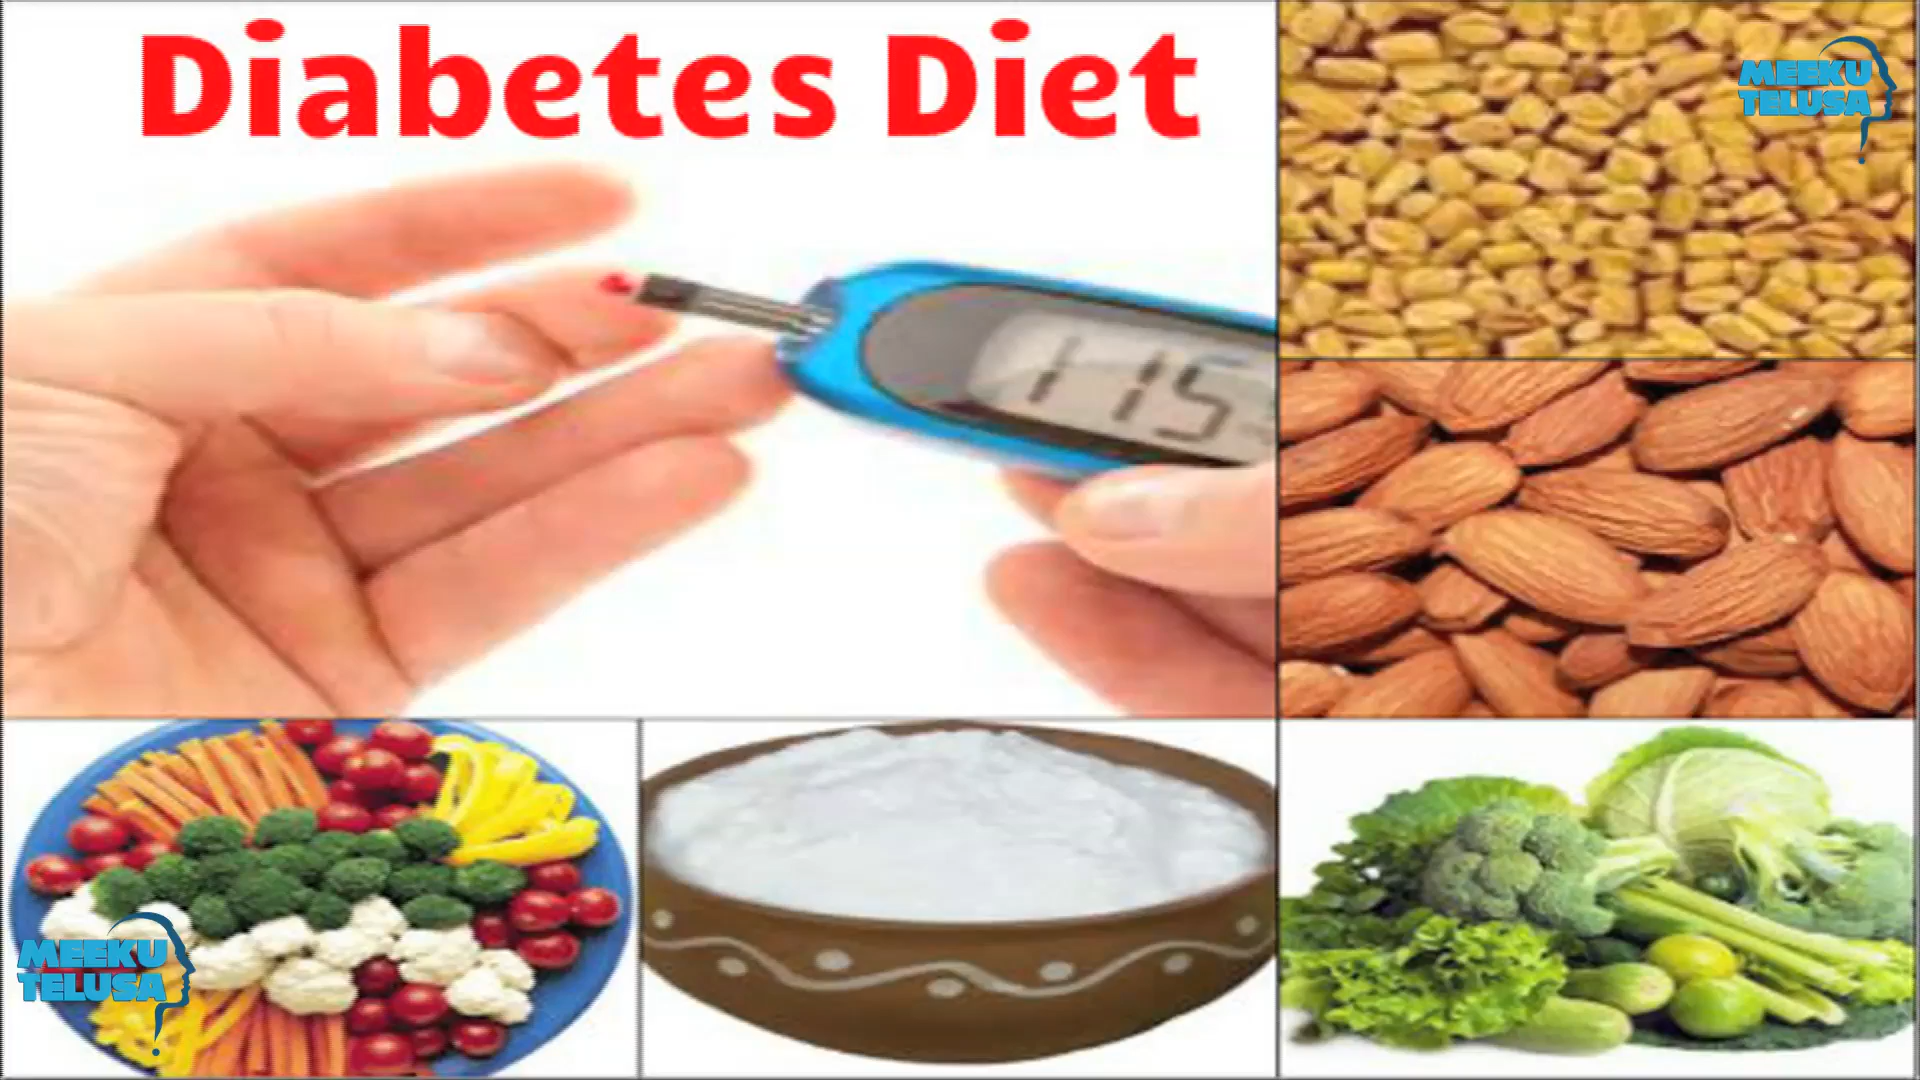 Diabetes Diet
MEEKU
TELUSA
115
MEEKU
TELUSA